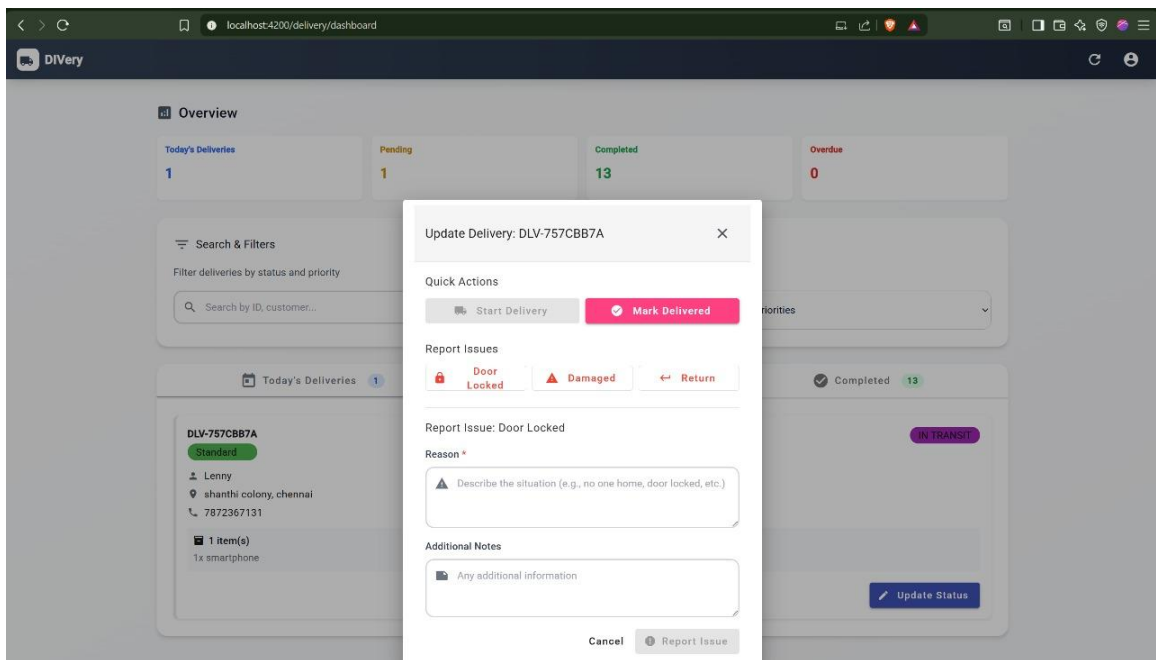 localhost:4200/delivery/dashboard
DIVery
Overview
Today's Deliveries
1
Pending
1
Completed
13
Overdue
0
Search & Filters
Filter deliveries by status and priority
Search by ID, customer...
riorities
Today's Deliveries 1
Completed 13
DLV-757CBB7A
Standard
IN TRANSIT
Lenny
shanthi colony, chennai
7872367131
1 item(s)
1x smartphone
Update Status
Update Delivery: DLV-757CBB7A
Quick Actions
Start Delivery
Mark Delivered
Report Issues
Door
Locked
Damaged
Return
Report Issue: Door Locked
Reason *
Describe the situation (e.g., no one home, door locked, etc.)
Additional Notes
Any additional information
Cancel
Report Issue